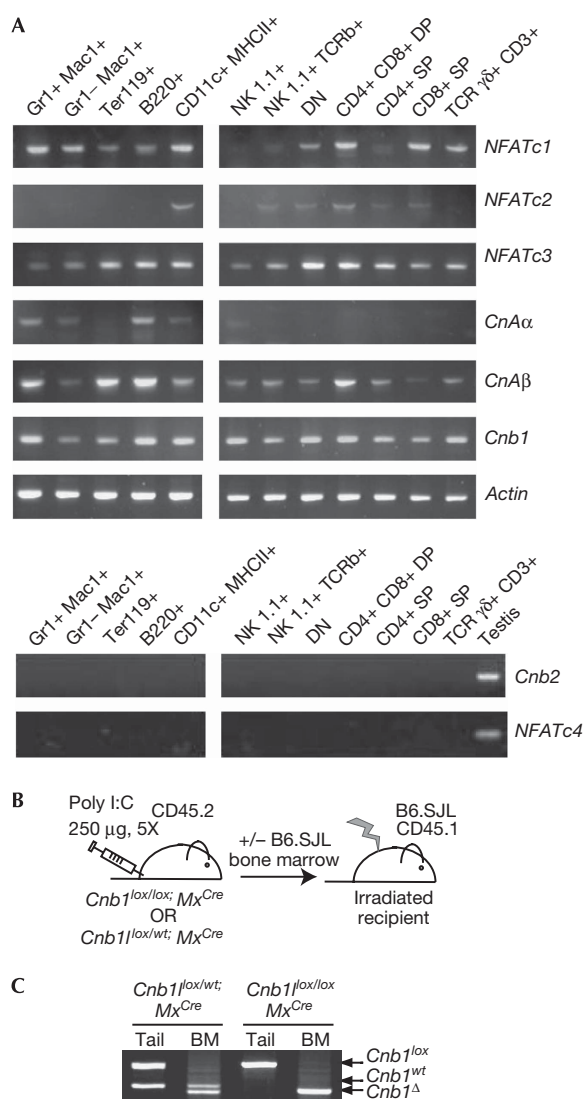 A
Gr1+ Mac1+
Gr1– Mac1+
Ter119+
B220+
CD11c+ MHCII+
NK 1.1+
NK 1.1+ TCRb+
DN
CD4+ CD8+ DP
CD4+ SP
CD8+ SP
TCR γδ+ CD3+
NFATc1
NFATc2
NFATc3
CnAα
CnAβ
Cnb1
Actin
Gr1+ Mac1+
Gr1– Mac1+
Ter119+
B220+
CD11c+ MHCII+
NK 1.1+
NK 1.1+ TCRb+
DN
CD4+ CD8+ DP
CD4+ SP
CD8+ SP
TCR γδ+ CD3+
Testis
Cnb2
NFATc4
B
Poly I:C
250 µg, 5X
CD45.2
Cnb1lox/lox; MxCre
OR
Cnb1lox/wt; MxCre
+/– B6.SJL
bone marrow
B6.SJL
CD45.1
Irradiated
recipient
C
Cnb1lox/wt;
MxCre
Cnb1lox/lox
MxCre
Tail BM Tail BM
Cnb1lox
Cnb1wt
Cnb1Δ